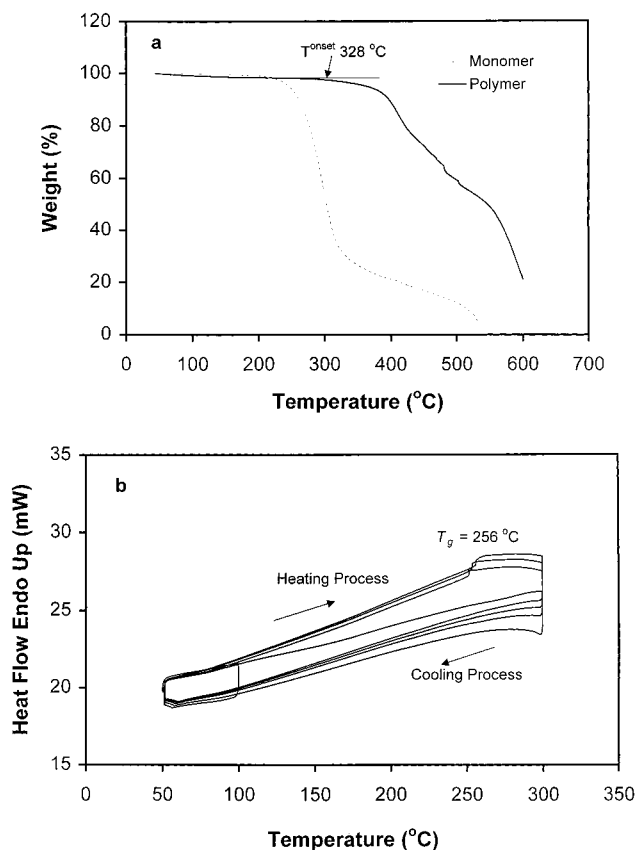 a
T^onset 328 °C
Monomer
Polymer
120
100
80
60
40
20
0
Weight (%)
0 100 200 300 400 500 600 700
Temperature (°C)
b
T_g = 256 °C
Heating Process
Cooling Process
35
30
25
20
15
Heat Flow Endo Up (mW)
0 50 100 150 200 250 300 350
Temperature (°C)